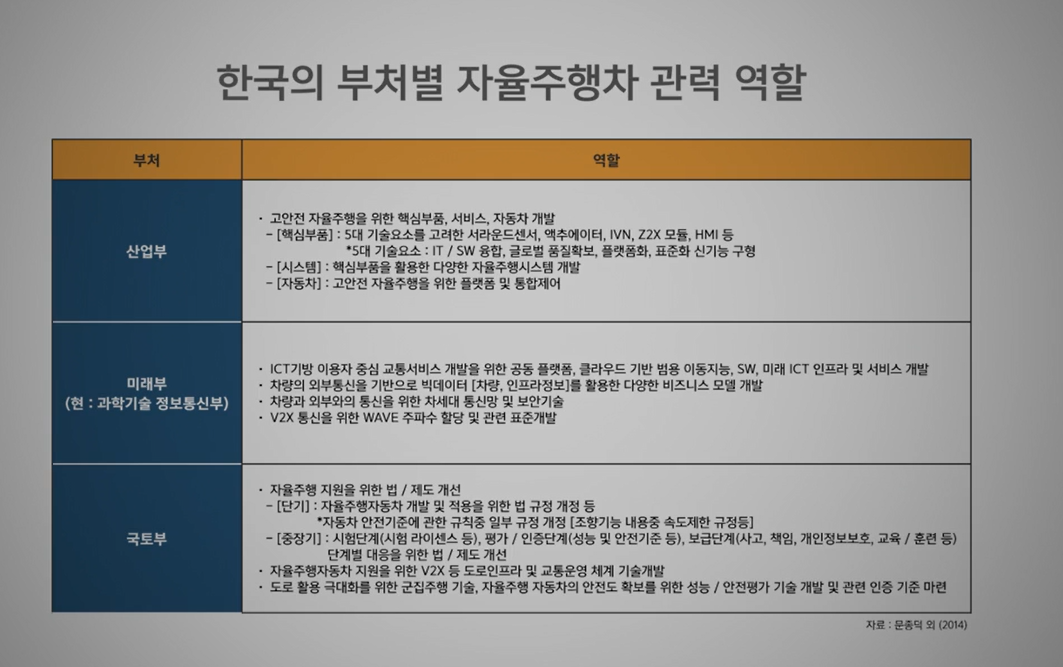 한국의 부처별 자율주행차 관력 역할
부처
역할
산업부
· 고안전 자율주행을 위한 핵심부품, 서비스, 자동차 개발
- [핵심부품] : 5대 기술요소를 고려한 서라운드센서, 액추에이터, IVN, Z2X 모듈, HMI 등
*5대 기술요소 : IT / SW 융합, 글로벌 품질확보, 플랫폼화, 표준화 신기능 구형
- [시스템] : 핵심부품을 활용한 다양한 자율주행시스템 개발
- [자동차] : 고안전 자율주행을 위한 플랫폼 및 통합제어
미래부
(현 : 과학기술 정보통신부)
· ICT기방 이용자 중심 교통서비스 개발을 위한 공동 플랫폼, 클라우드 기반 범용 이동지능, SW, 미래 ICT 인프라 및 서비스 개발
· 차량의 외부통신을 기반으로 빅데이터 [차량, 인프라정보]를 활용한 다양한 비즈니스 모델 개발
· 차량과 외부와의 통신을 위한 차세대 통신망 및 보안기술
· V2X 통신을 위한 WAVE 주파수 할당 및 관련 표준개발
국토부
· 자율주행 지원을 위한 법 / 제도 개선
- [단기] : 자율주행자동차 개발 및 적용을 위한 법 규정 개정 등
*자동차 안전기준에 관한 규칙중 일부 규정 개정 [조향기능 내용중 속도제한 규정등]
- [중장기] : 시험단계(시험 라이센스 등), 평가 / 인증단계(성능 및 안전기준 등), 보급단계(사고, 책임, 개인정보보호, 교육 / 훈련 등)
단계별 대응을 위한 법 / 제도 개선
· 자율주행자동차 지원을 위한 V2X 등 도로인프라 및 교통운영 체계 기술개발
· 도로 활용 극대화를 위한 군집주행 기술, 자율주행 자동차의 안전도 확보를 위한 성능 / 안전평가 기술 개발 및 관련 인증 기준 마련
자료 : 문종덕 외 (2014)